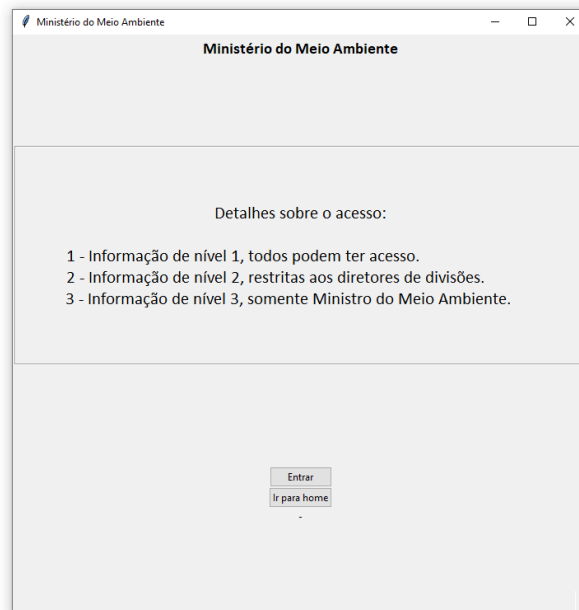 Ministério do Meio Ambiente
Ministério do Meio Ambiente
Detalhes sobre o acesso:
1 - Informação de nível 1, todos podem ter acesso.
2 - Informação de nível 2, restritas aos diretores de divisões.
3 - Informação de nível 3, somente Ministro do Meio Ambiente.
Entrar
Ir para home
-